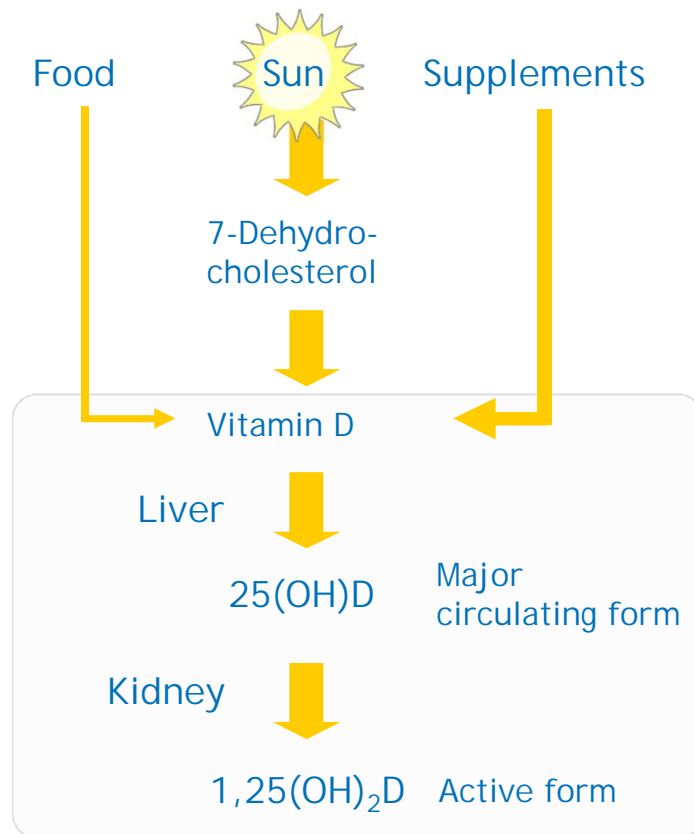 Food
Sun
Supplements
7-Dehydro-
cholesterol
Vitamin D
Liver
25(OH)D
Major
circulating form
Kidney
1,25(OH)₂D
Active form